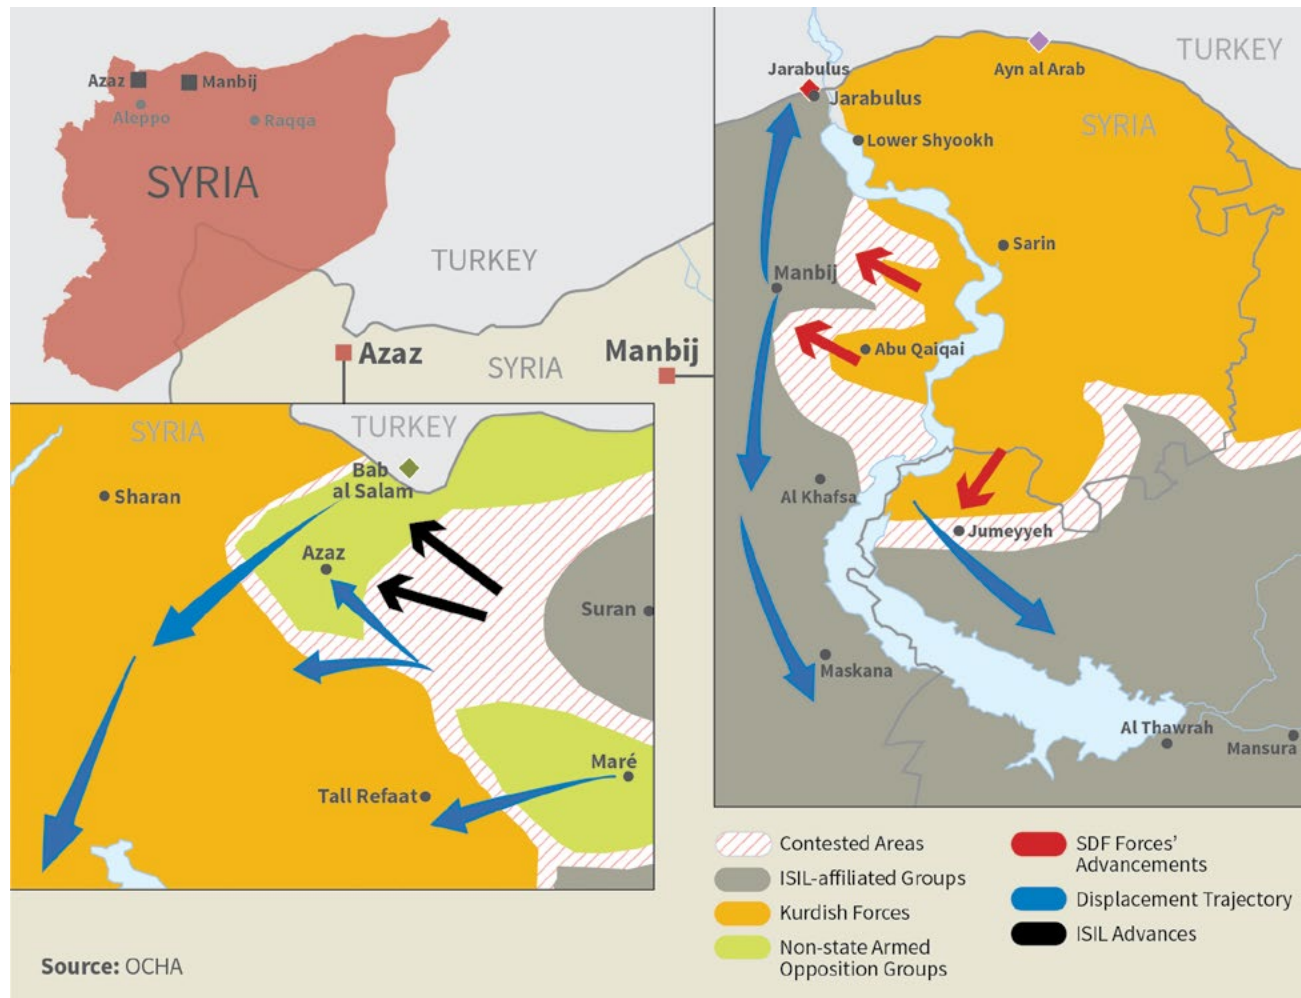 Azaz
Manbij
Aleppo
Raqqa
SYRIA
TURKEY
Azaz
SYRIA
Manbij
SYRIA
TURKEY
Bab
al Salam
Sharan
Azaz
Suran
Maré
Tall Refaat
TURKEY
Jarabulus
Ayn al Arab
Jarabulus
SYRIA
Lower Shyookh
Sarin
Manbij
Abu Qaiqai
Al Khafsa
Jumeyyeh
Maskana
Al Thawrah
Mansura
Contested Areas
ISIL-affiliated Groups
Kurdish Forces
Non-state Armed
Opposition Groups
SDF Forces’
Advancements
Displacement Trajectory
ISIL Advances
Source: OCHA